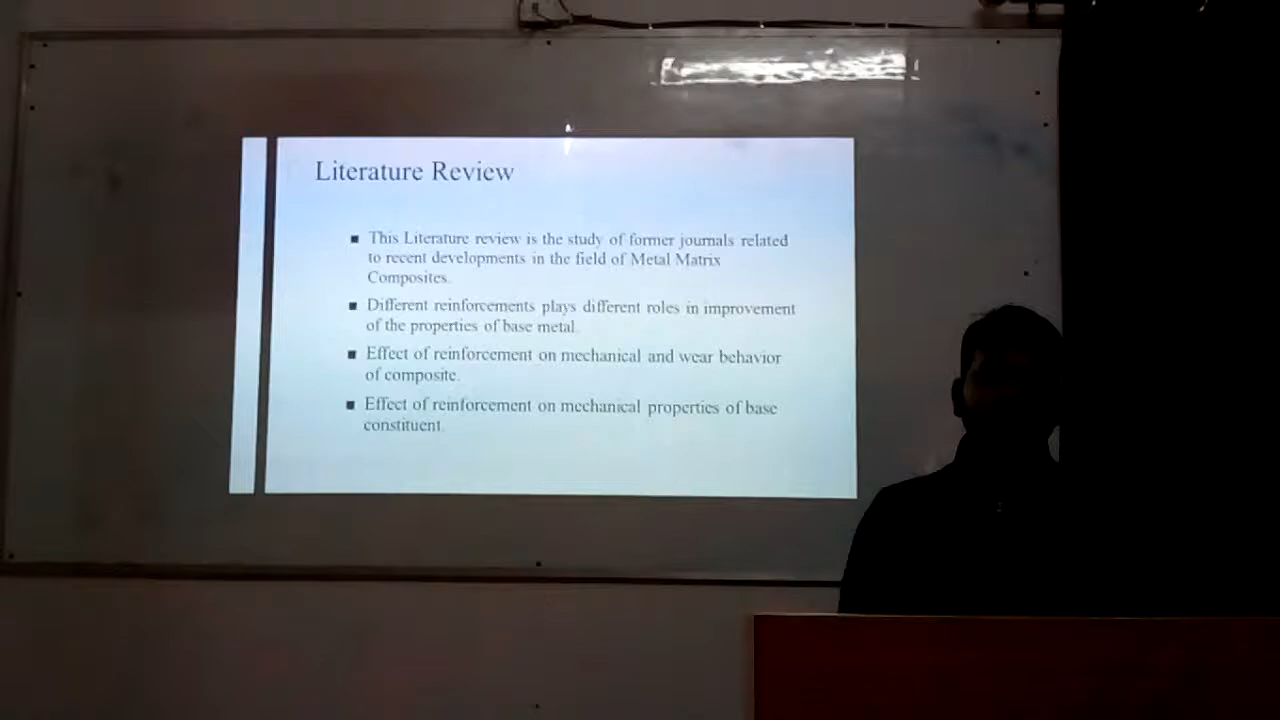 Literature Review
■ This Literature review is the study of former journals related
to recent developments in the field of Metal Matrix
Composites.
■ Different reinforcements plays different roles in improvement
of the properties of base metal.
■ Effect of reinforcement on mechanical and wear behavior
of composite.
■ Effect of reinforcement on mechanical properties of base
constituent.